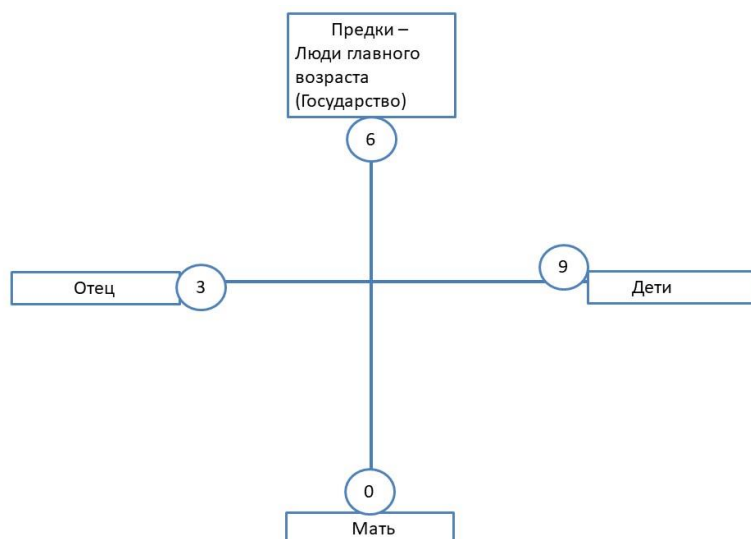 Предки –
Люди главного
возраста
(Государство)
6
9
Отец
3
Дети
0
Мать